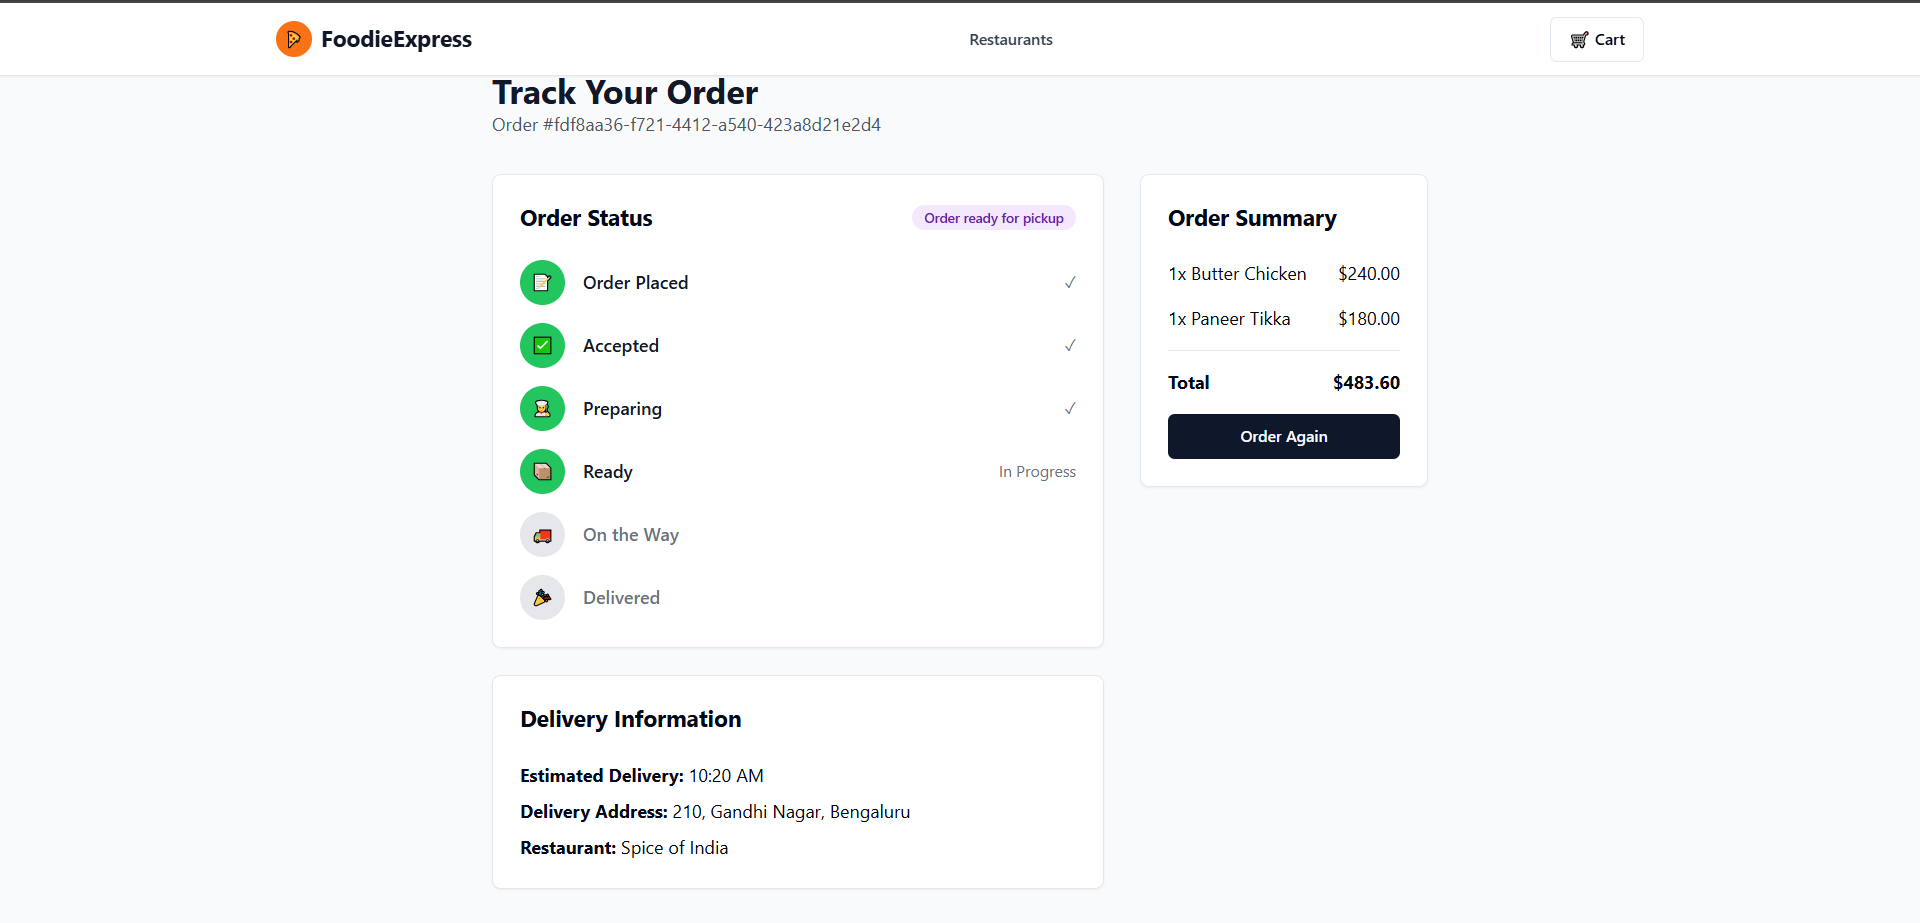 FoodieExpress
Restaurants
Cart
Track Your Order
Order #fdf8aa36-f721-4412-a540-423a8d21e2d4
Order Status
Order ready for pickup
Order Placed
✓
Accepted
✓
Preparing
✓
Ready
In Progress
On the Way
Delivered
Order Summary
1x Butter Chicken $240.00
1x Paneer Tikka $180.00
Total $483.60
Order Again
Delivery Information
Estimated Delivery: 10:20 AM
Delivery Address: 210, Gandhi Nagar, Bengaluru
Restaurant: Spice of India